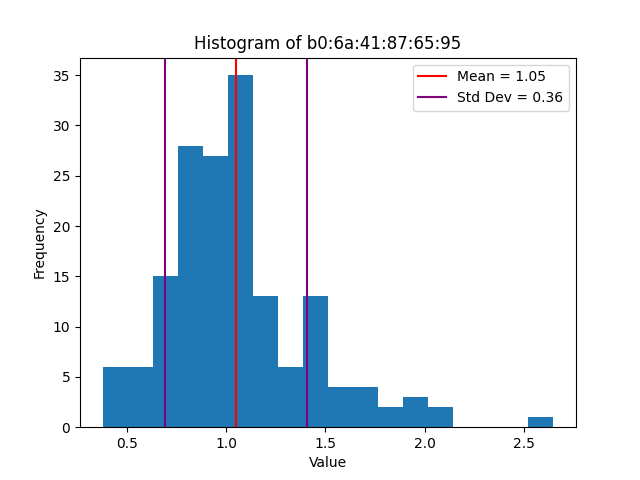 Histogram of b0:6a:41:87:65:95
Mean = 1.05
Std Dev = 0.36
Frequency
35
30
25
20
15
10
5
0
0.5 1.0 1.5 2.0 2.5
Value